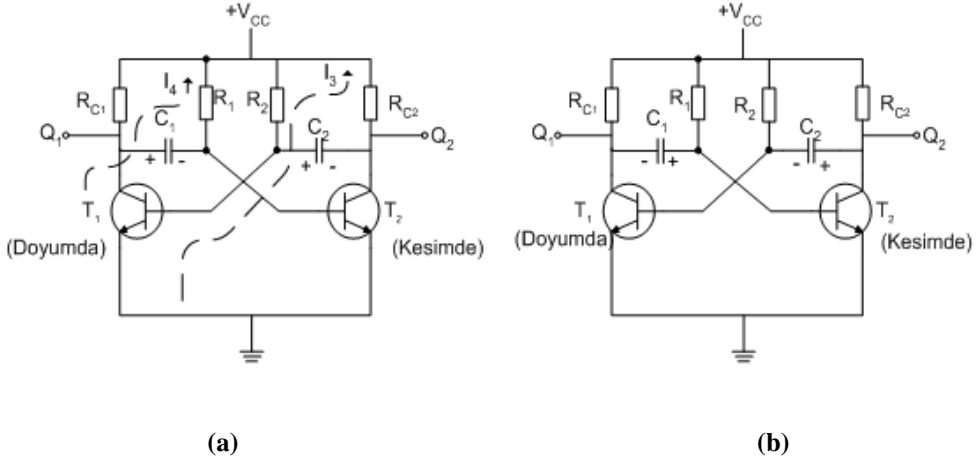 +VCC
+VCC
I4
R1
R2
I3
RC1
RC2
C1
C2
Q1
Q2
+ -
+ -
T1
T2
(Doyumda)
(Kesimde)
RC1
R1
R2
RC2
C1
C2
Q1
Q2
- +
- +
T1
T2
(Doyumda)
(Kesimde)
(a)
(b)